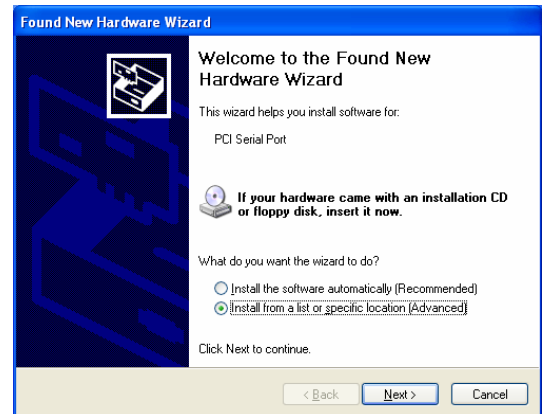 Found New Hardware Wizard
Welcome to the Found New
Hardware Wizard
This wizard helps you install software for:
PCI Serial Port
If your hardware came with an installation CD
or floppy disk, insert it now.
What do you want the wizard to do?
Install the software automatically (Recommended)
Install from a list or specific location (Advanced)
Click Next to continue.
< Back Next > Cancel